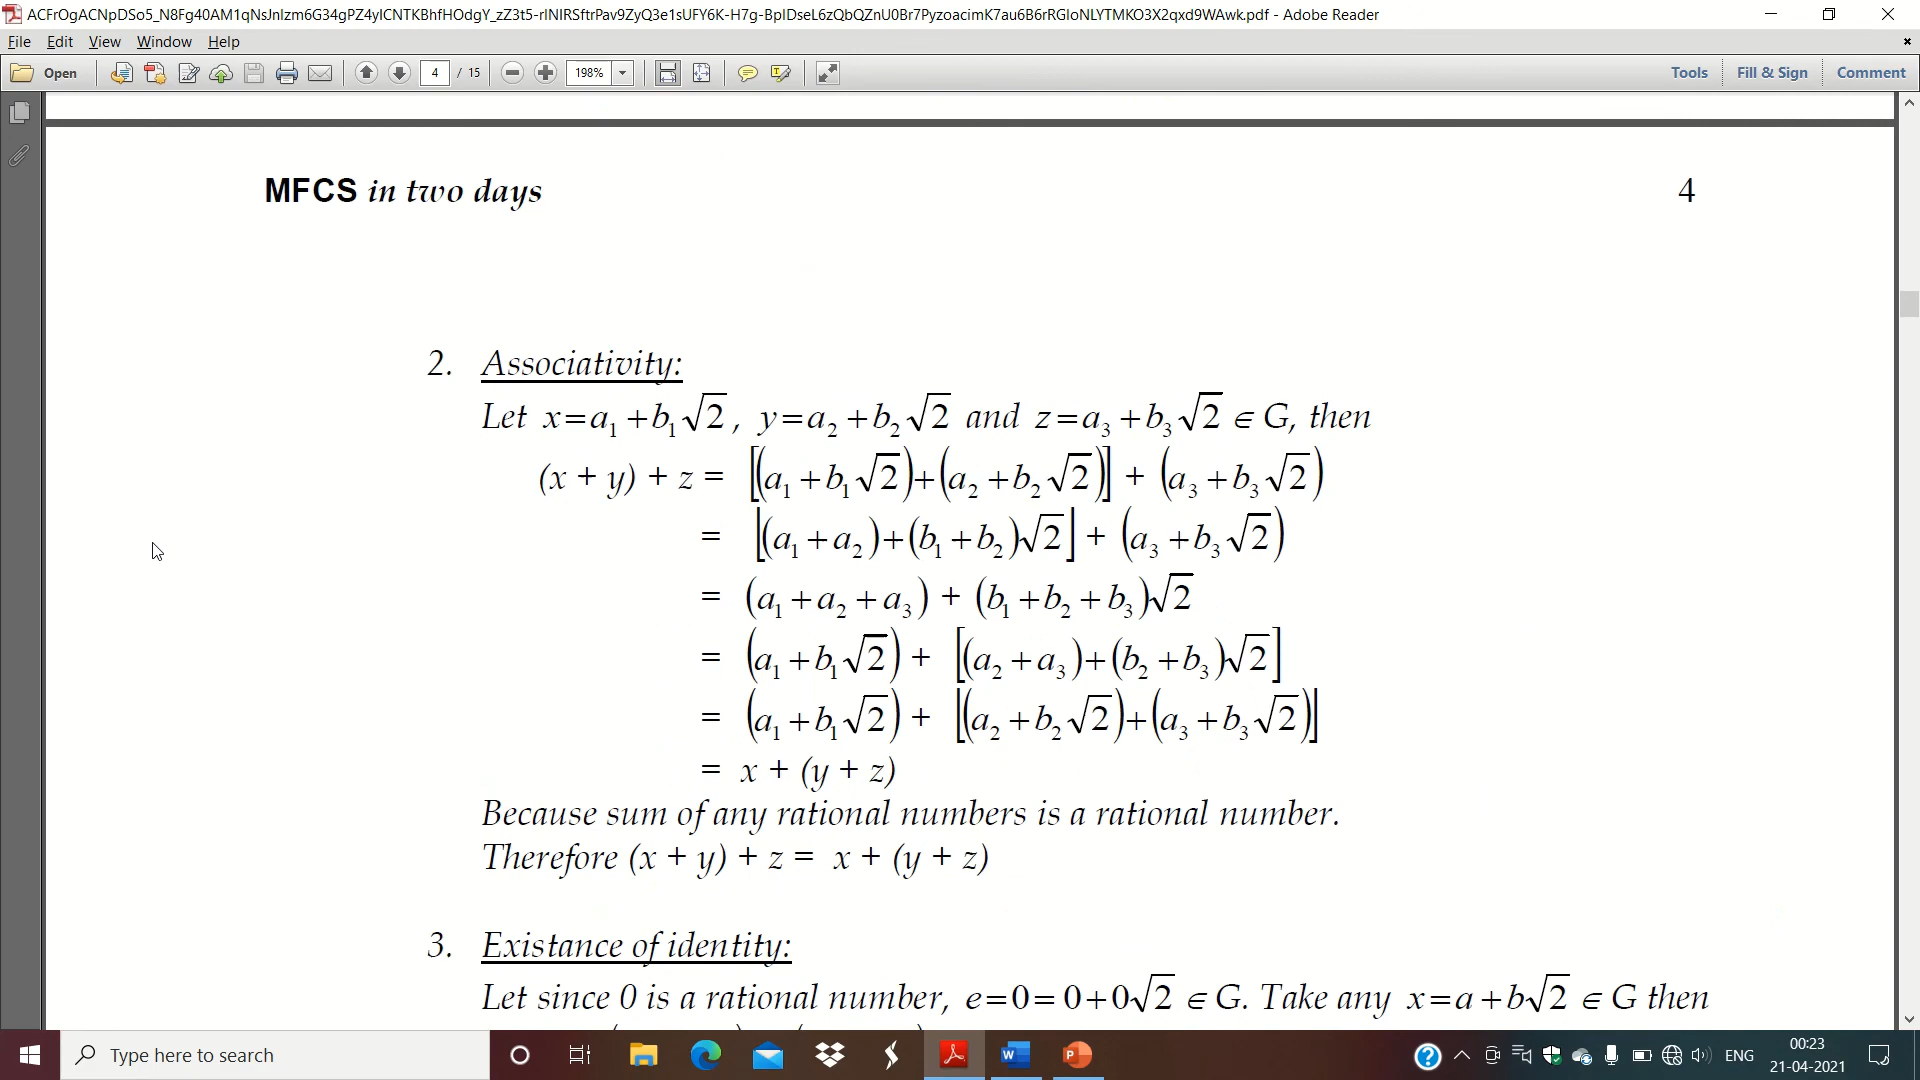 ACFrOgACNpDSo5_N8Fg40AM1qNsJnlzm6G34gPZ4yICNTKBhfHOdgY_zZ3t5-rINIRSftrPav9ZyQ3e1sUFY6K-H7g-BpIDseL6zQbQZnU0Br7PyzoacimK7au6B6rRGIoNLYTMKO3X2qxd9WAwk.pdf - Adobe Reader
File Edit View Window Help
Open 4 / 15 198% Tools Fill & Sign Comment
MFCS in two days 4
2. Associativity:
Let x=a₁+b₁√2, y=a₂+b₂√2 and z=a₃+b₃√2 ∈ G, then
(x + y) + z = [(a₁+b₁√2)+(a₂+b₂√2)] + (a₃+b₃√2)
= [(a₁+a₂)+(b₁+b₂)√2] + (a₃+b₃√2)
= (a₁+a₂+a₃) + (b₁+b₂+b₃)√2
= (a₁+b₁√2) + [(a₂+a₃)+(b₂+b₃)√2]
= (a₁+b₁√2) + [(a₂+b₂√2)+(a₃+b₃√2)]
= x + (y + z)
Because sum of any rational numbers is a rational number.
Therefore (x + y) + z = x + (y + z)
3. Existance of identity:
Let since 0 is a rational number, e=0=0+0√2 ∈ G. Take any x=a+b√2 ∈ G then
Type here to search
ENG
00:23
21-04-2021